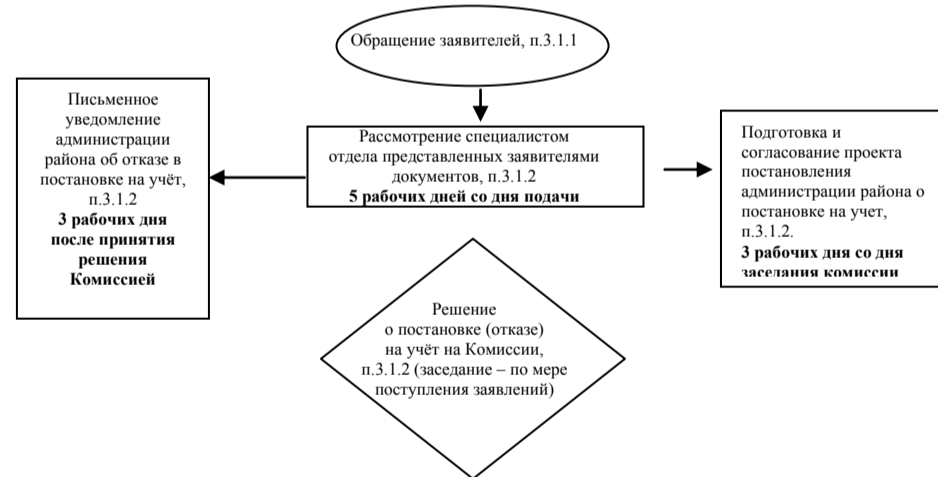 Обращение заявителей, п.3.1.1
Письменное
уведомление
администрации
района об отказе в
постановке на учёт,
п.3.1.2
3 рабочих дня
после принятия
решения
Комиссией
Рассмотрение специалистом
отдела представленных заявителями
документов, п.3.1.2
5 рабочих дней со дня подачи
Подготовка и
согласование проекта
постановления
администрации района о
постановке на учет,
п.3.1.2.
3 рабочих дня со дня
заседания комиссии
Решение
о постановке (отказе)
на учёт на Комиссии,
п.3.1.2 (заседание – по мере
поступления заявлений)